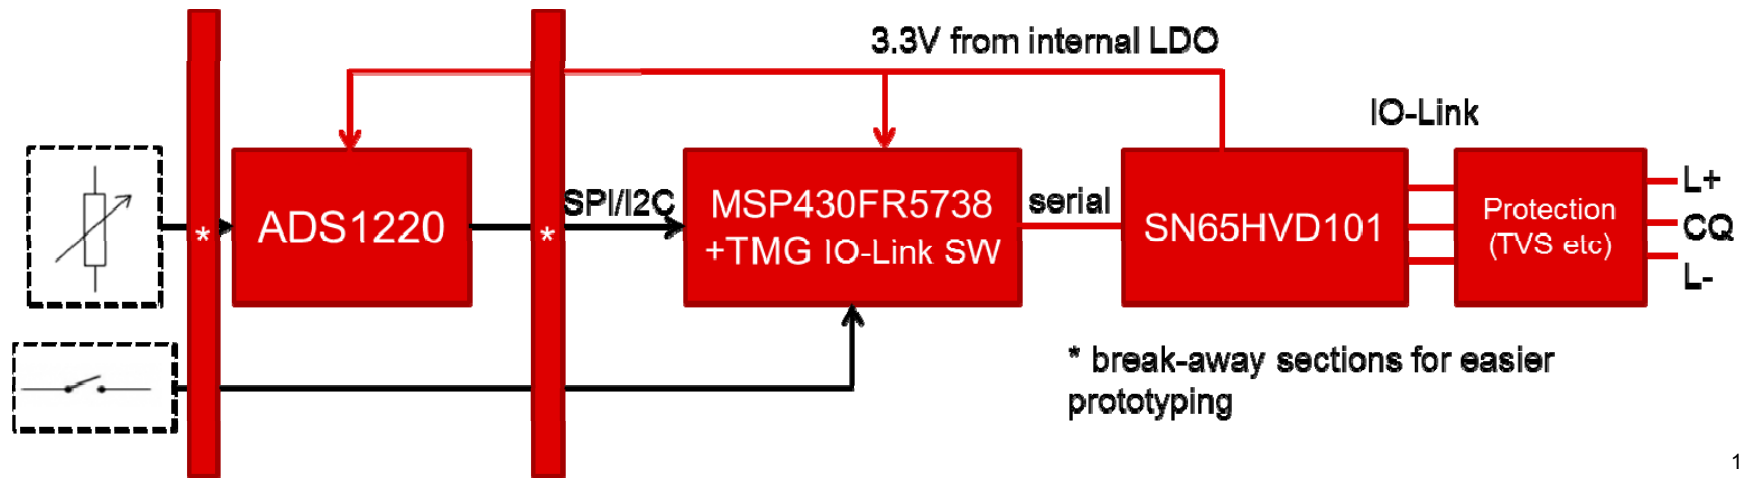 3.3V from internal LDO
IO-Link
*
ADS1220
*
SPI/I2C
MSP430FR5738
+TMG IO-Link SW
serial
SN65HVD101
Protection
(TVS etc)
L+
CQ
L-
* break-away sections for easier
prototyping
1